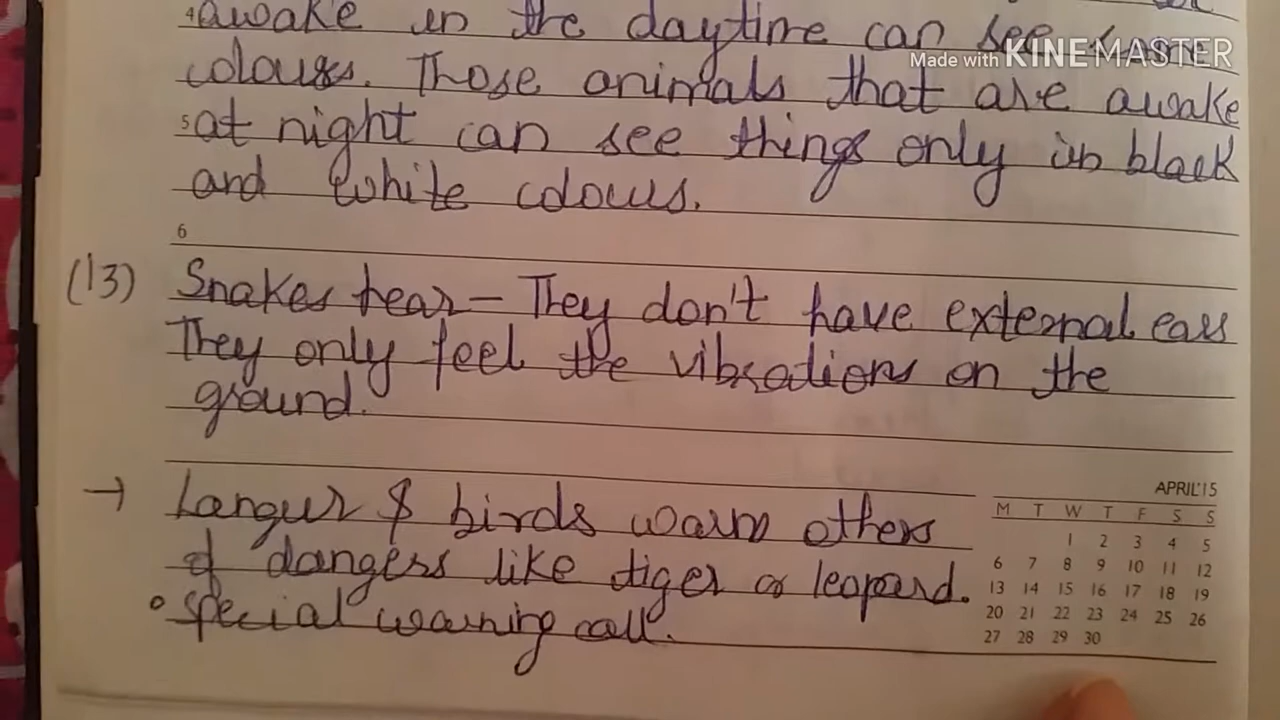 awake in the daytime can see some
Made with KINEMASTER
colours. Those animals that are awake
5
at night can see things only in black
and white colours.
6
(13) Snakes hear - They don't have external ears
They only feel the vibrations on the
ground.
→ Langur & birds warn others
of dangers like tiger or leopard.
° special warning call.
APRIL'15
M T W T F S S
1 2 3 4 5
6 7 8 9 10 11 12
13 14 15 16 17 18 19
20 21 22 23 24 25 26
27 28 29 30